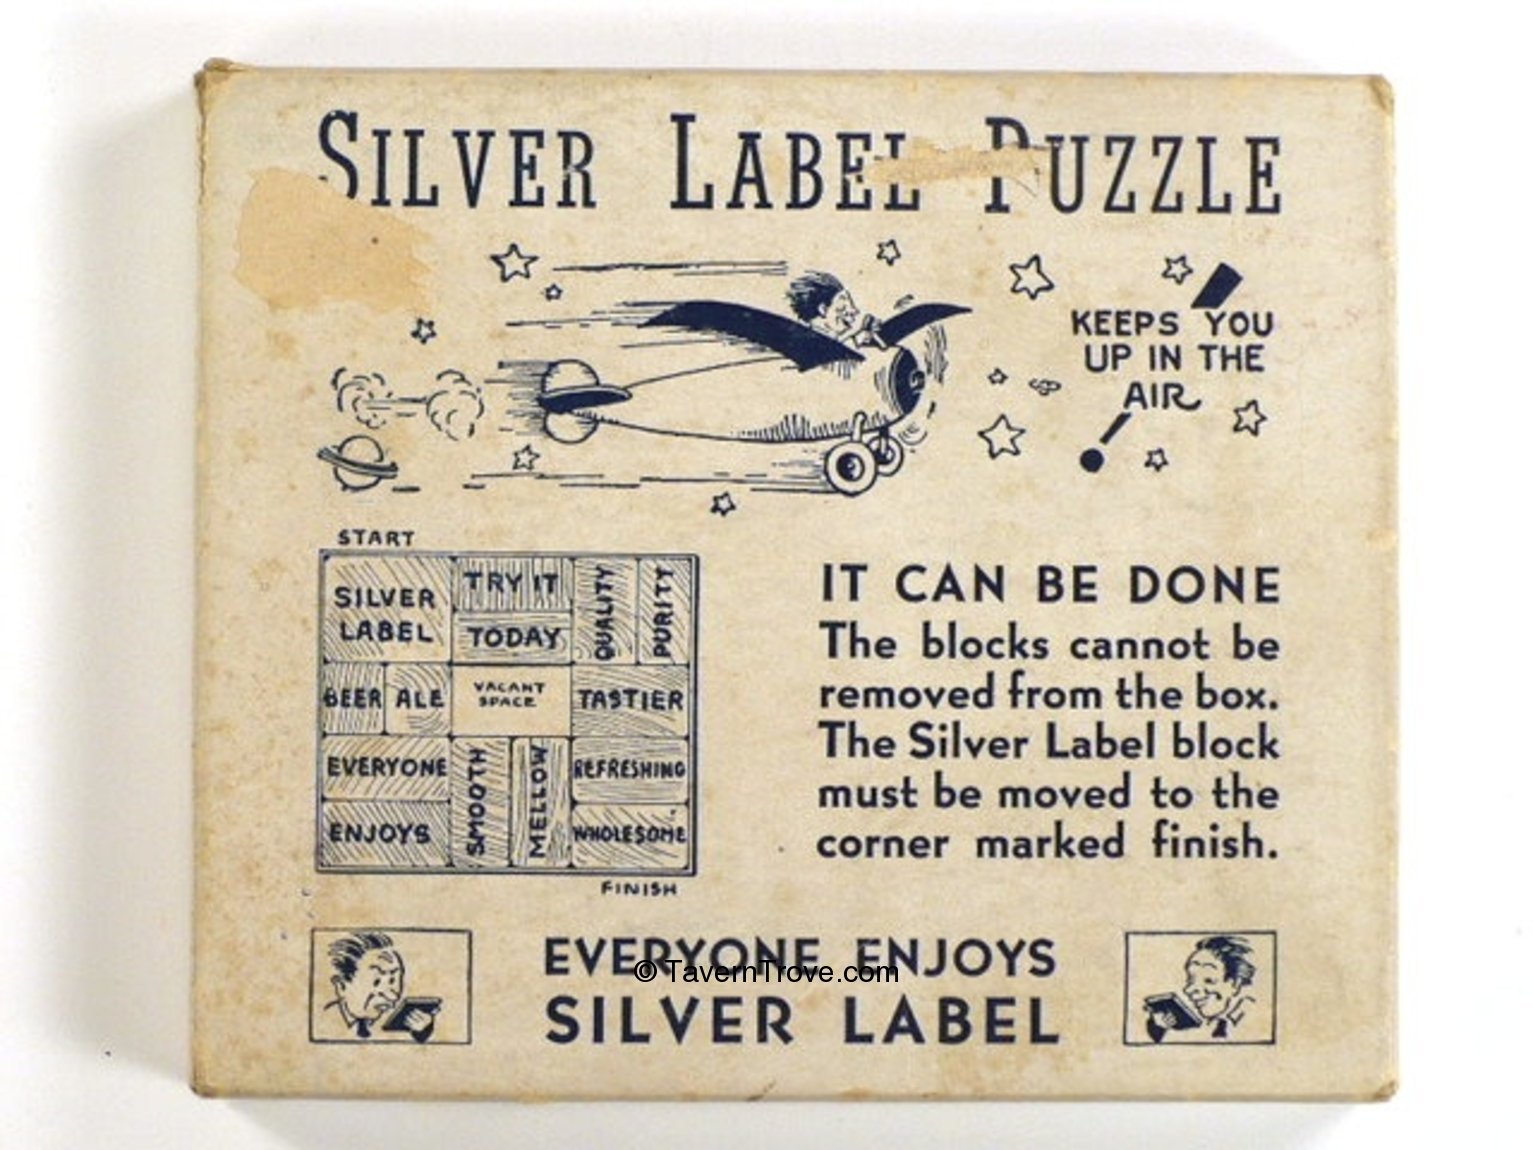 SILVER LABEL PUZZLE
KEEPS YOU
UP IN THE
AIR
START
SILVER
LABEL
TRY IT
TODAY
QUALITY
PURITY
BEER
ALE
VACANT
SPACE
TASTIER
EVERYONE
SMOOTH
MELLOW
REFRESHING
ENJOYS
WHOLESOME
FINISH
IT CAN BE DONE
The blocks cannot be
removed from the box.
The Silver Label block
must be moved to the
corner marked finish.
EVERYONE ENJOYS
© TavernTrove.com
SILVER LABEL